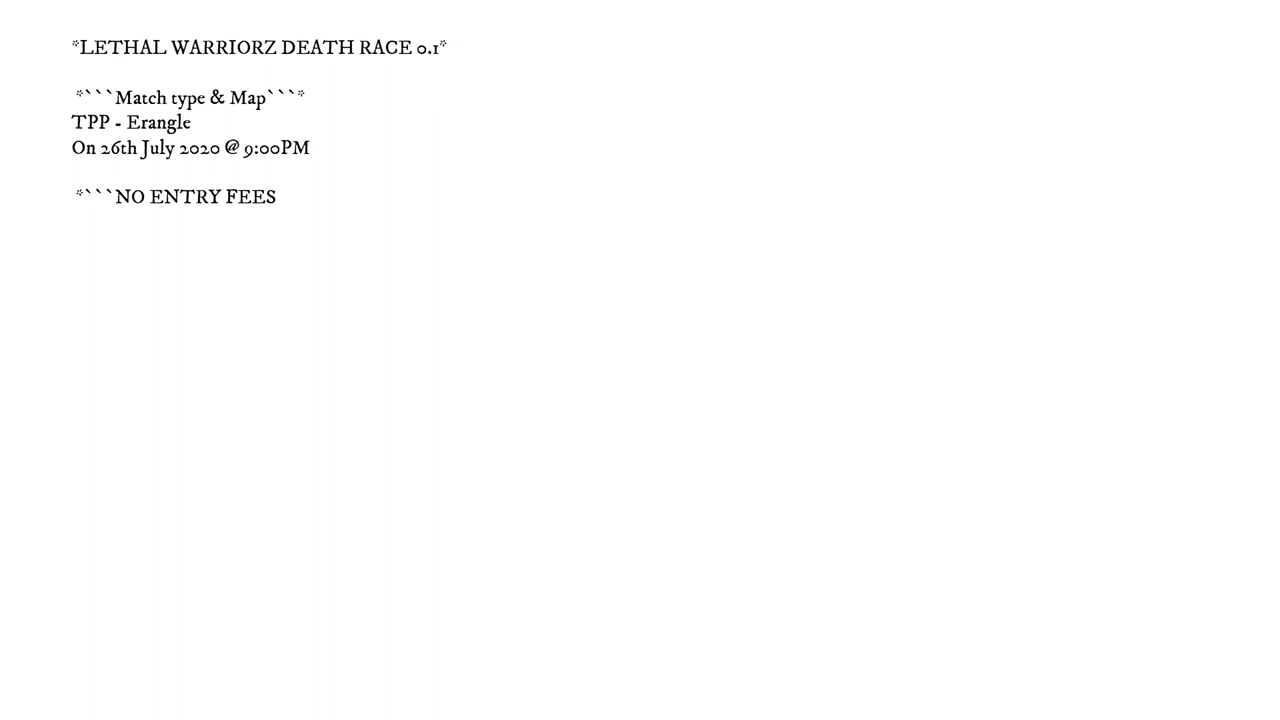 *LETHAL WARRIORZ DEATH RACE 0.1*
*```Match type & Map```*
TPP - Erangle
On 26th July 2020 @ 9:00PM
*```NO ENTRY FEES